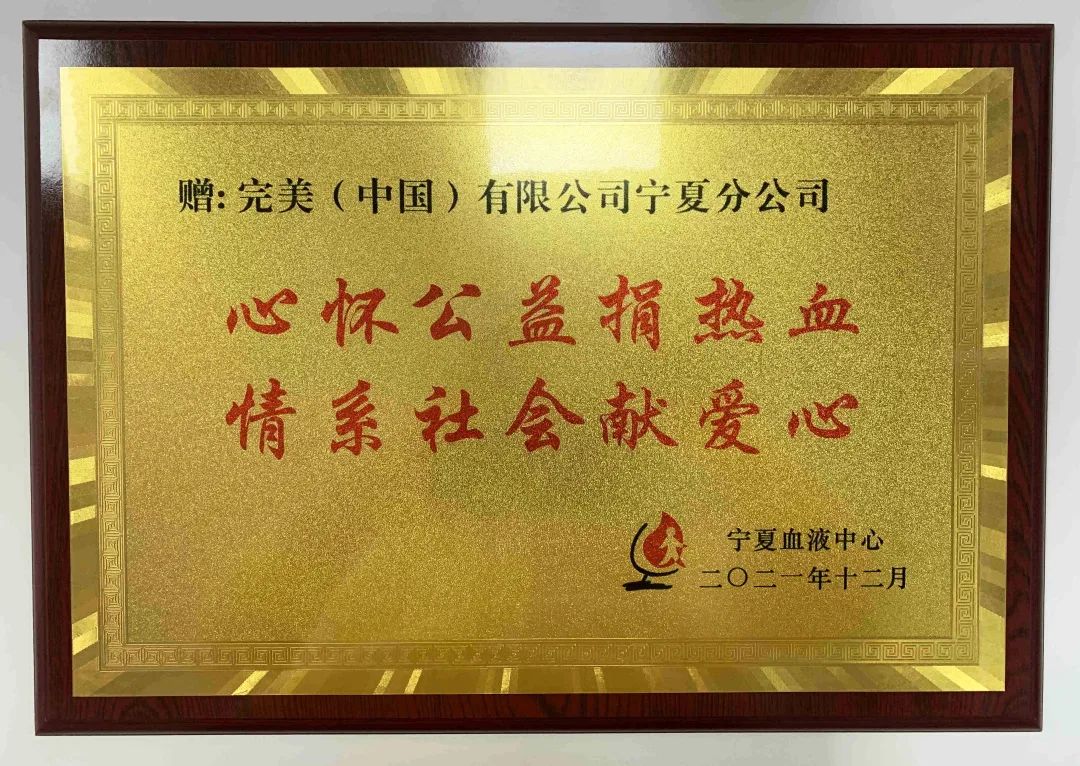 赠：完美（中国）有限公司宁夏分公司
心怀公益捐热血
情系社会献爱心
宁夏血液中心
二〇二一年十二月